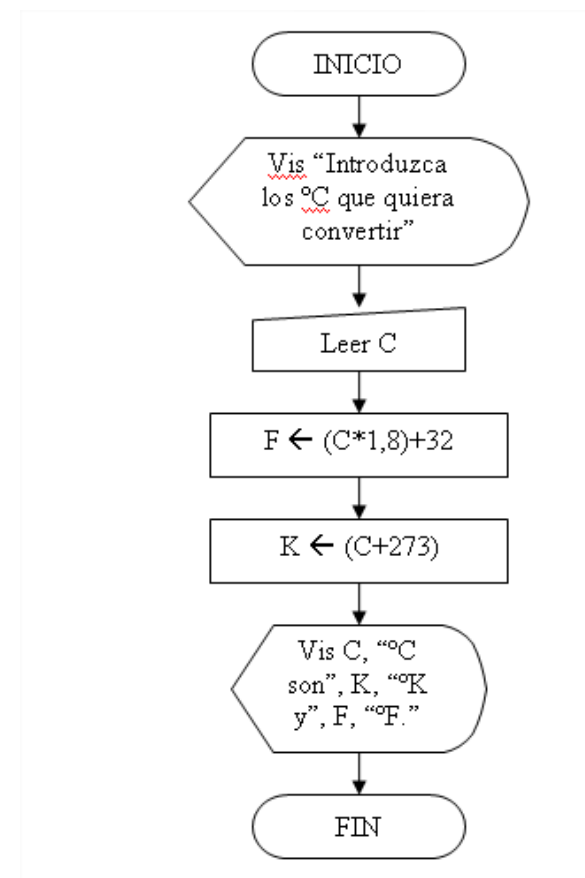 INICIO
Vis “Introduzca
los ºC que quiera
convertir”
Leer C
F ← (C*1,8)+32
K ← (C+273)
Vis C, “ºC
son”, K, “ºK
y”, F, “ºF.”
FIN